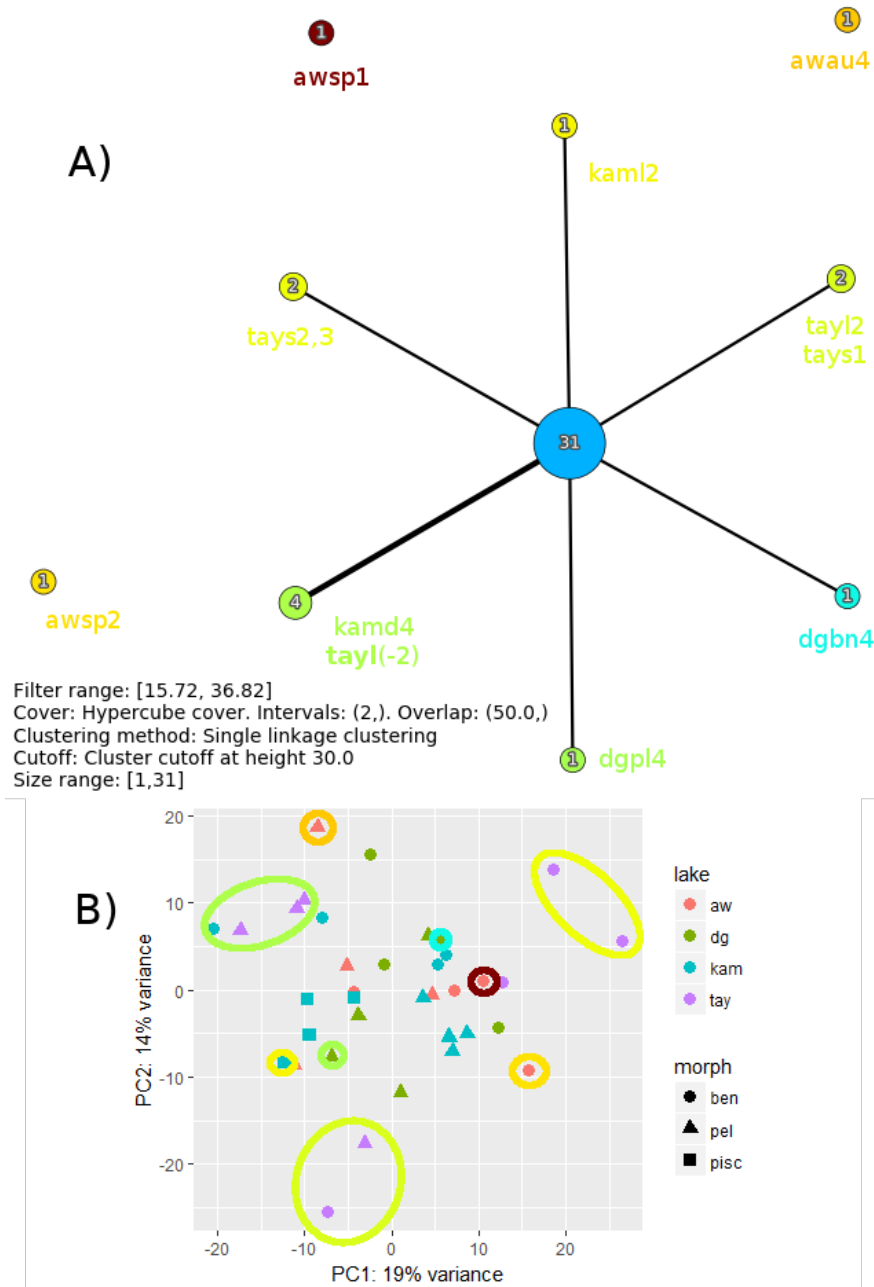 1
1
awsp1
awau4
A)
1
kaml2
2
2
tays2,3
tayl2
tays1
31
1
4
1
awsp2
kamd4
dgbn4
tayl(-2)
Filter range: [15.72, 36.82]
Cover: Hypercube cover. Intervals: (2,). Overlap: (50.0,)
Clustering method: Single linkage clustering
Cutoff: Cluster cutoff at height 30.0
Size range: [1,31]
1
dgpl4
B)
PC2: 14% variance
20
10
0
-10
-20
-20
-10
0
10
20
PC1: 19% variance
lake
aw
dg
kam
tay
morph
ben
pel
pisc